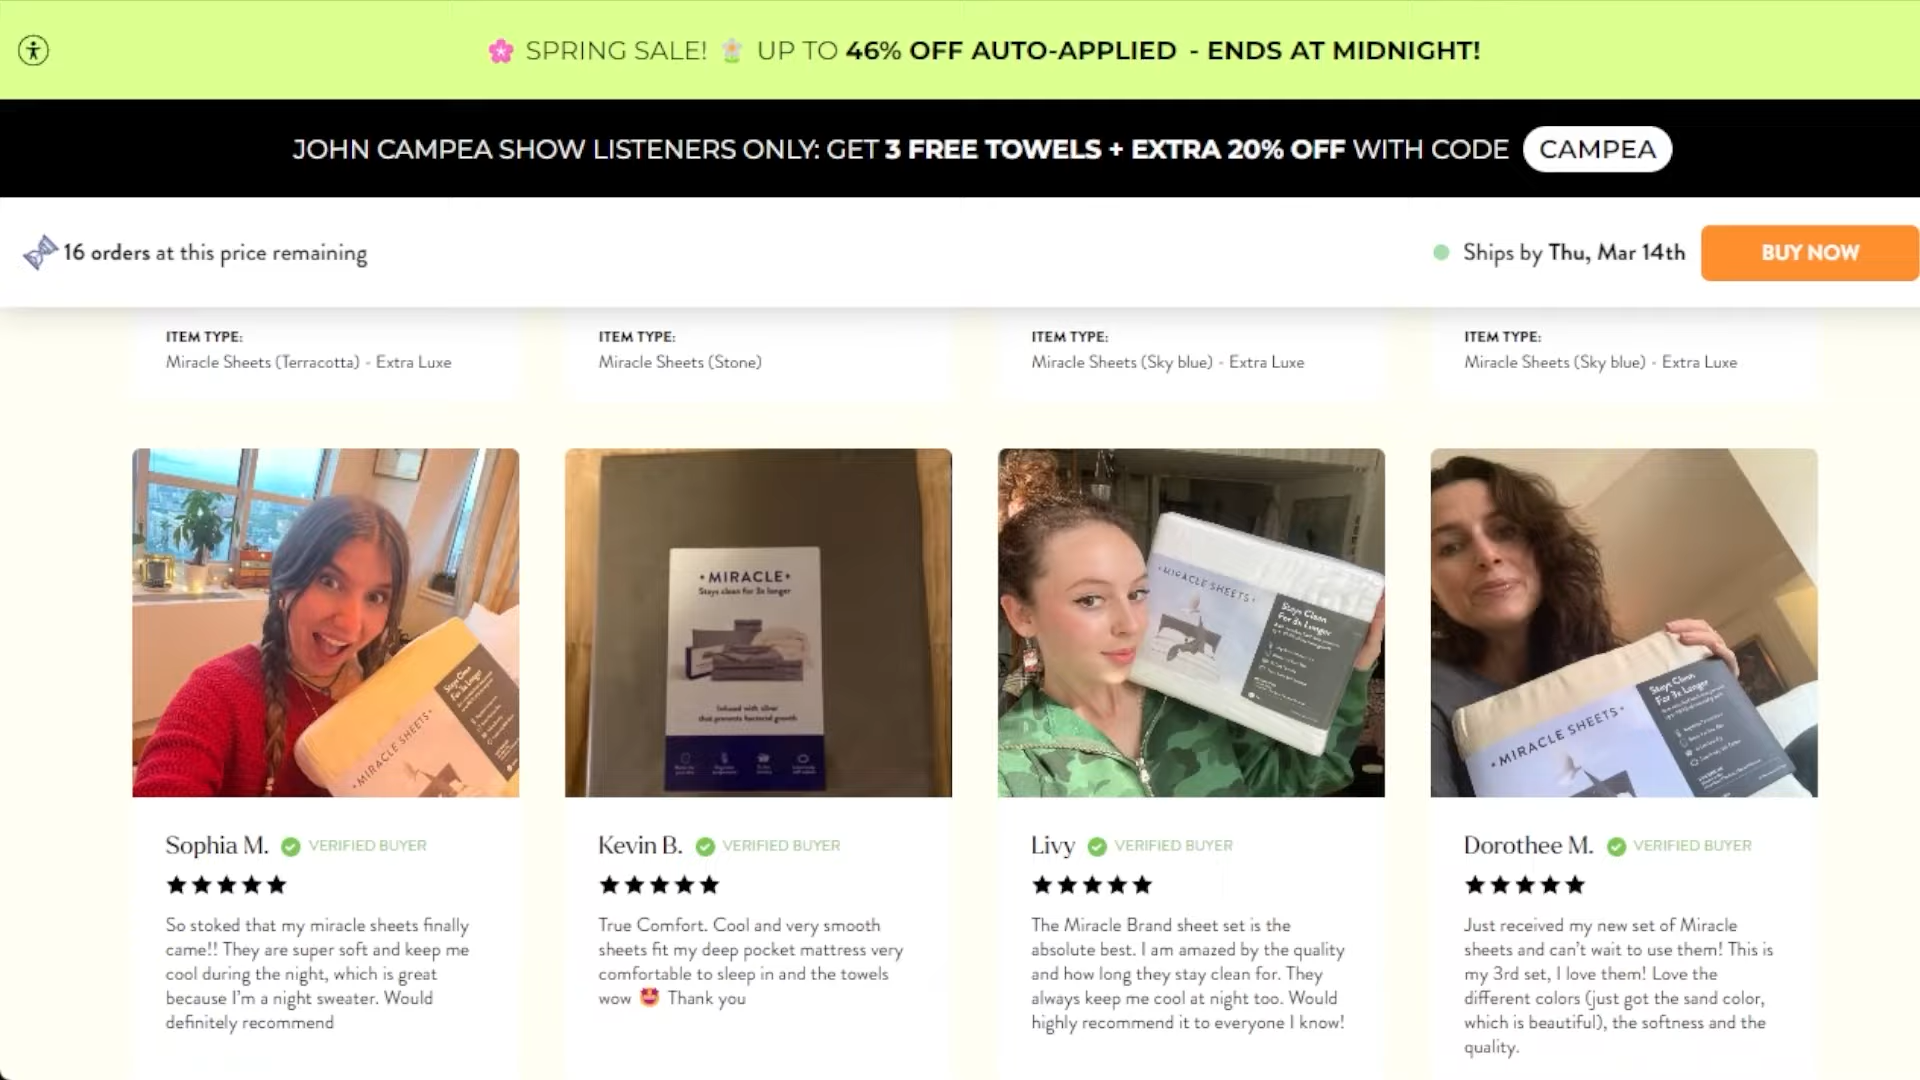 SPRING SALE! UP TO 46% OFF AUTO-APPLIED - ENDS AT MIDNIGHT!
JOHN CAMPEA SHOW LISTENERS ONLY: GET 3 FREE TOWELS + EXTRA 20% OFF WITH CODE CAMPEA
16 orders at this price remaining
Ships by Thu, Mar 14th
BUY NOW
ITEM TYPE:
Miracle Sheets (Terracotta) - Extra Luxe
ITEM TYPE:
Miracle Sheets (Stone)
ITEM TYPE:
Miracle Sheets (Sky blue) - Extra Luxe
ITEM TYPE:
Miracle Sheets (Sky blue) - Extra Luxe
Stays Clean
For 3x Longer
• MIRACLE SHEETS •
Sophia M. VERIFIED BUYER
So stoked that my miracle sheets finally
came!! They are super soft and keep me
cool during the night, which is great
because I'm a night sweater. Would
definitely recommend
• MIRACLE •
Stays clean for 3x longer
Infused with silver
that prevents bacterial growth
Kevin B. VERIFIED BUYER
True Comfort. Cool and very smooth
sheets fit my deep pocket mattress very
comfortable to sleep in and the towels
wow 🤩 Thank you
• MIRACLE SHEETS •
Stays Clean
For 3x Longer
Livy VERIFIED BUYER
The Miracle Brand sheet set is the
absolute best. I am amazed by the quality
and how long they stay clean for. They
always keep me cool at night too. Would
highly recommend it to everyone I know!
• MIRACLE SHEETS •
Stays Clean
For 3x Longer
Dorothee M. VERIFIED BUYER
Just received my new set of Miracle
sheets and can't wait to use them! This is
my 3rd set, I love them! Love the
different colors (just got the sand color,
which is beautiful), the softness and the
quality.